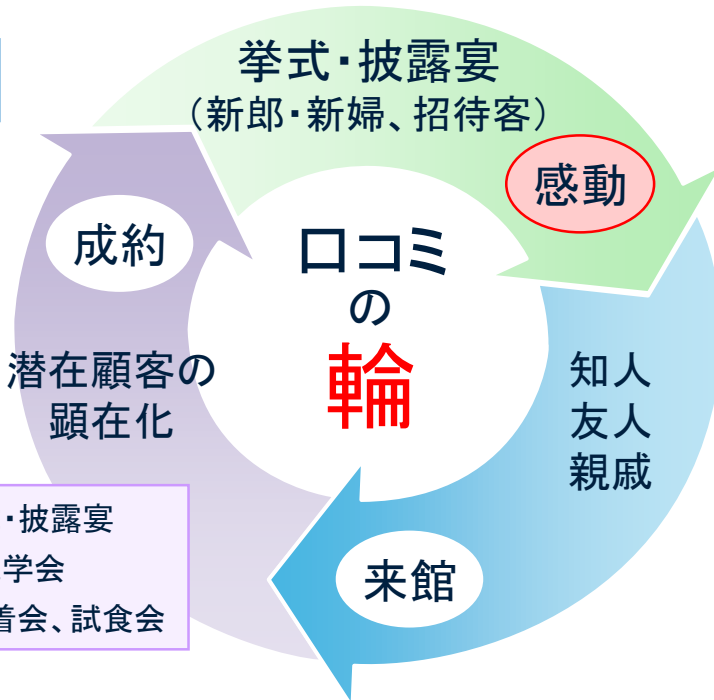 挙式・披露宴
（新郎・新婦、招待客）
感動
成約
口コミ
の
輪
潜在顧客の
顕在化
知人
友人
親戚
来館
・披露宴
学会
着会、試食会